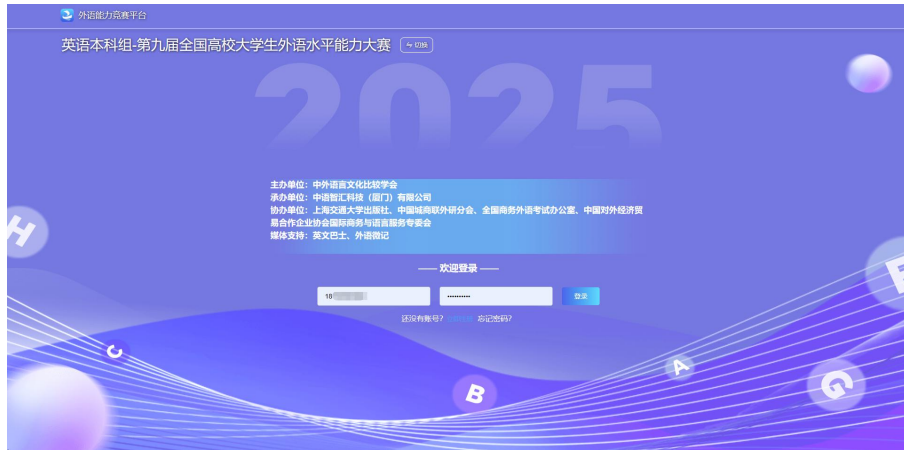 外语能力竞赛平台
英语本科组-第九届全国高校大学生外语水平能力大赛 切换
2025
主办单位：中外语言文化比较学会
承办单位：中语智汇科技（厦门）有限公司
协办单位：上海交通大学出版社、中国城商联外研分会、全国商务外语考试办公室、中国对外经济贸
易合作企业协会国际商务与语言服务专委会
媒体支持：英文巴士、外语微记
—— 欢迎登录 ——
18 ·········· 登录
还没有账号？ 忘记密码？
H
E
C
A
B
G